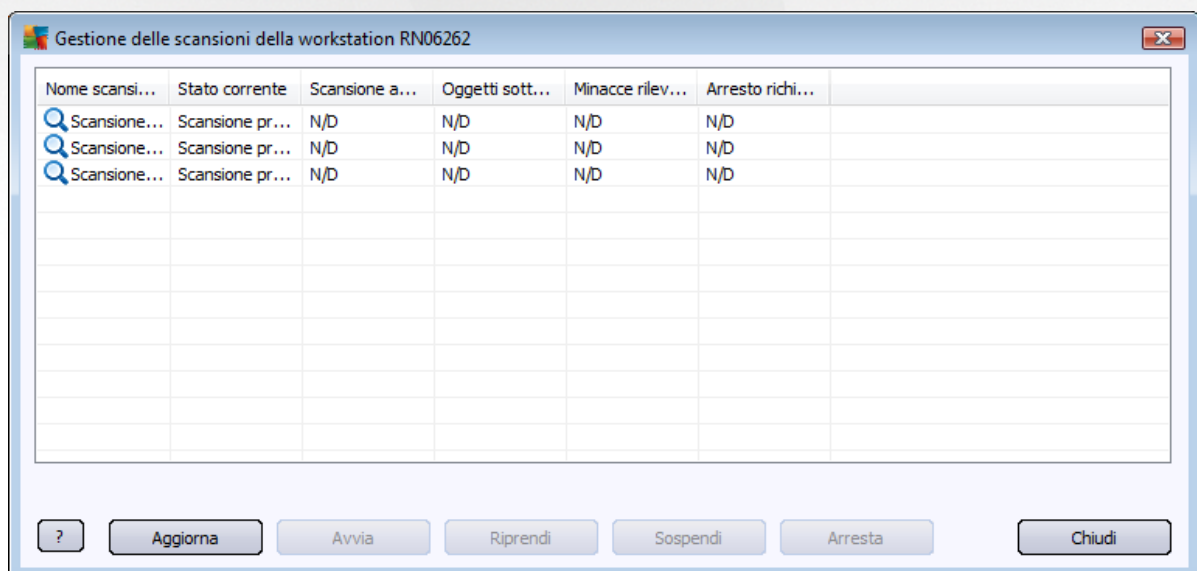 Gestione delle scansioni della workstation RN06262
Nome scansi... Stato corrente Scansione a... Oggetti sott... Minacce rilev... Arresto richi...
Scansione... Scansione pr... N/D N/D N/D N/D
Scansione... Scansione pr... N/D N/D N/D N/D
Scansione... Scansione pr... N/D N/D N/D N/D
? Aggiorna Avvia Riprendi Sospendi Arresta Chiudi